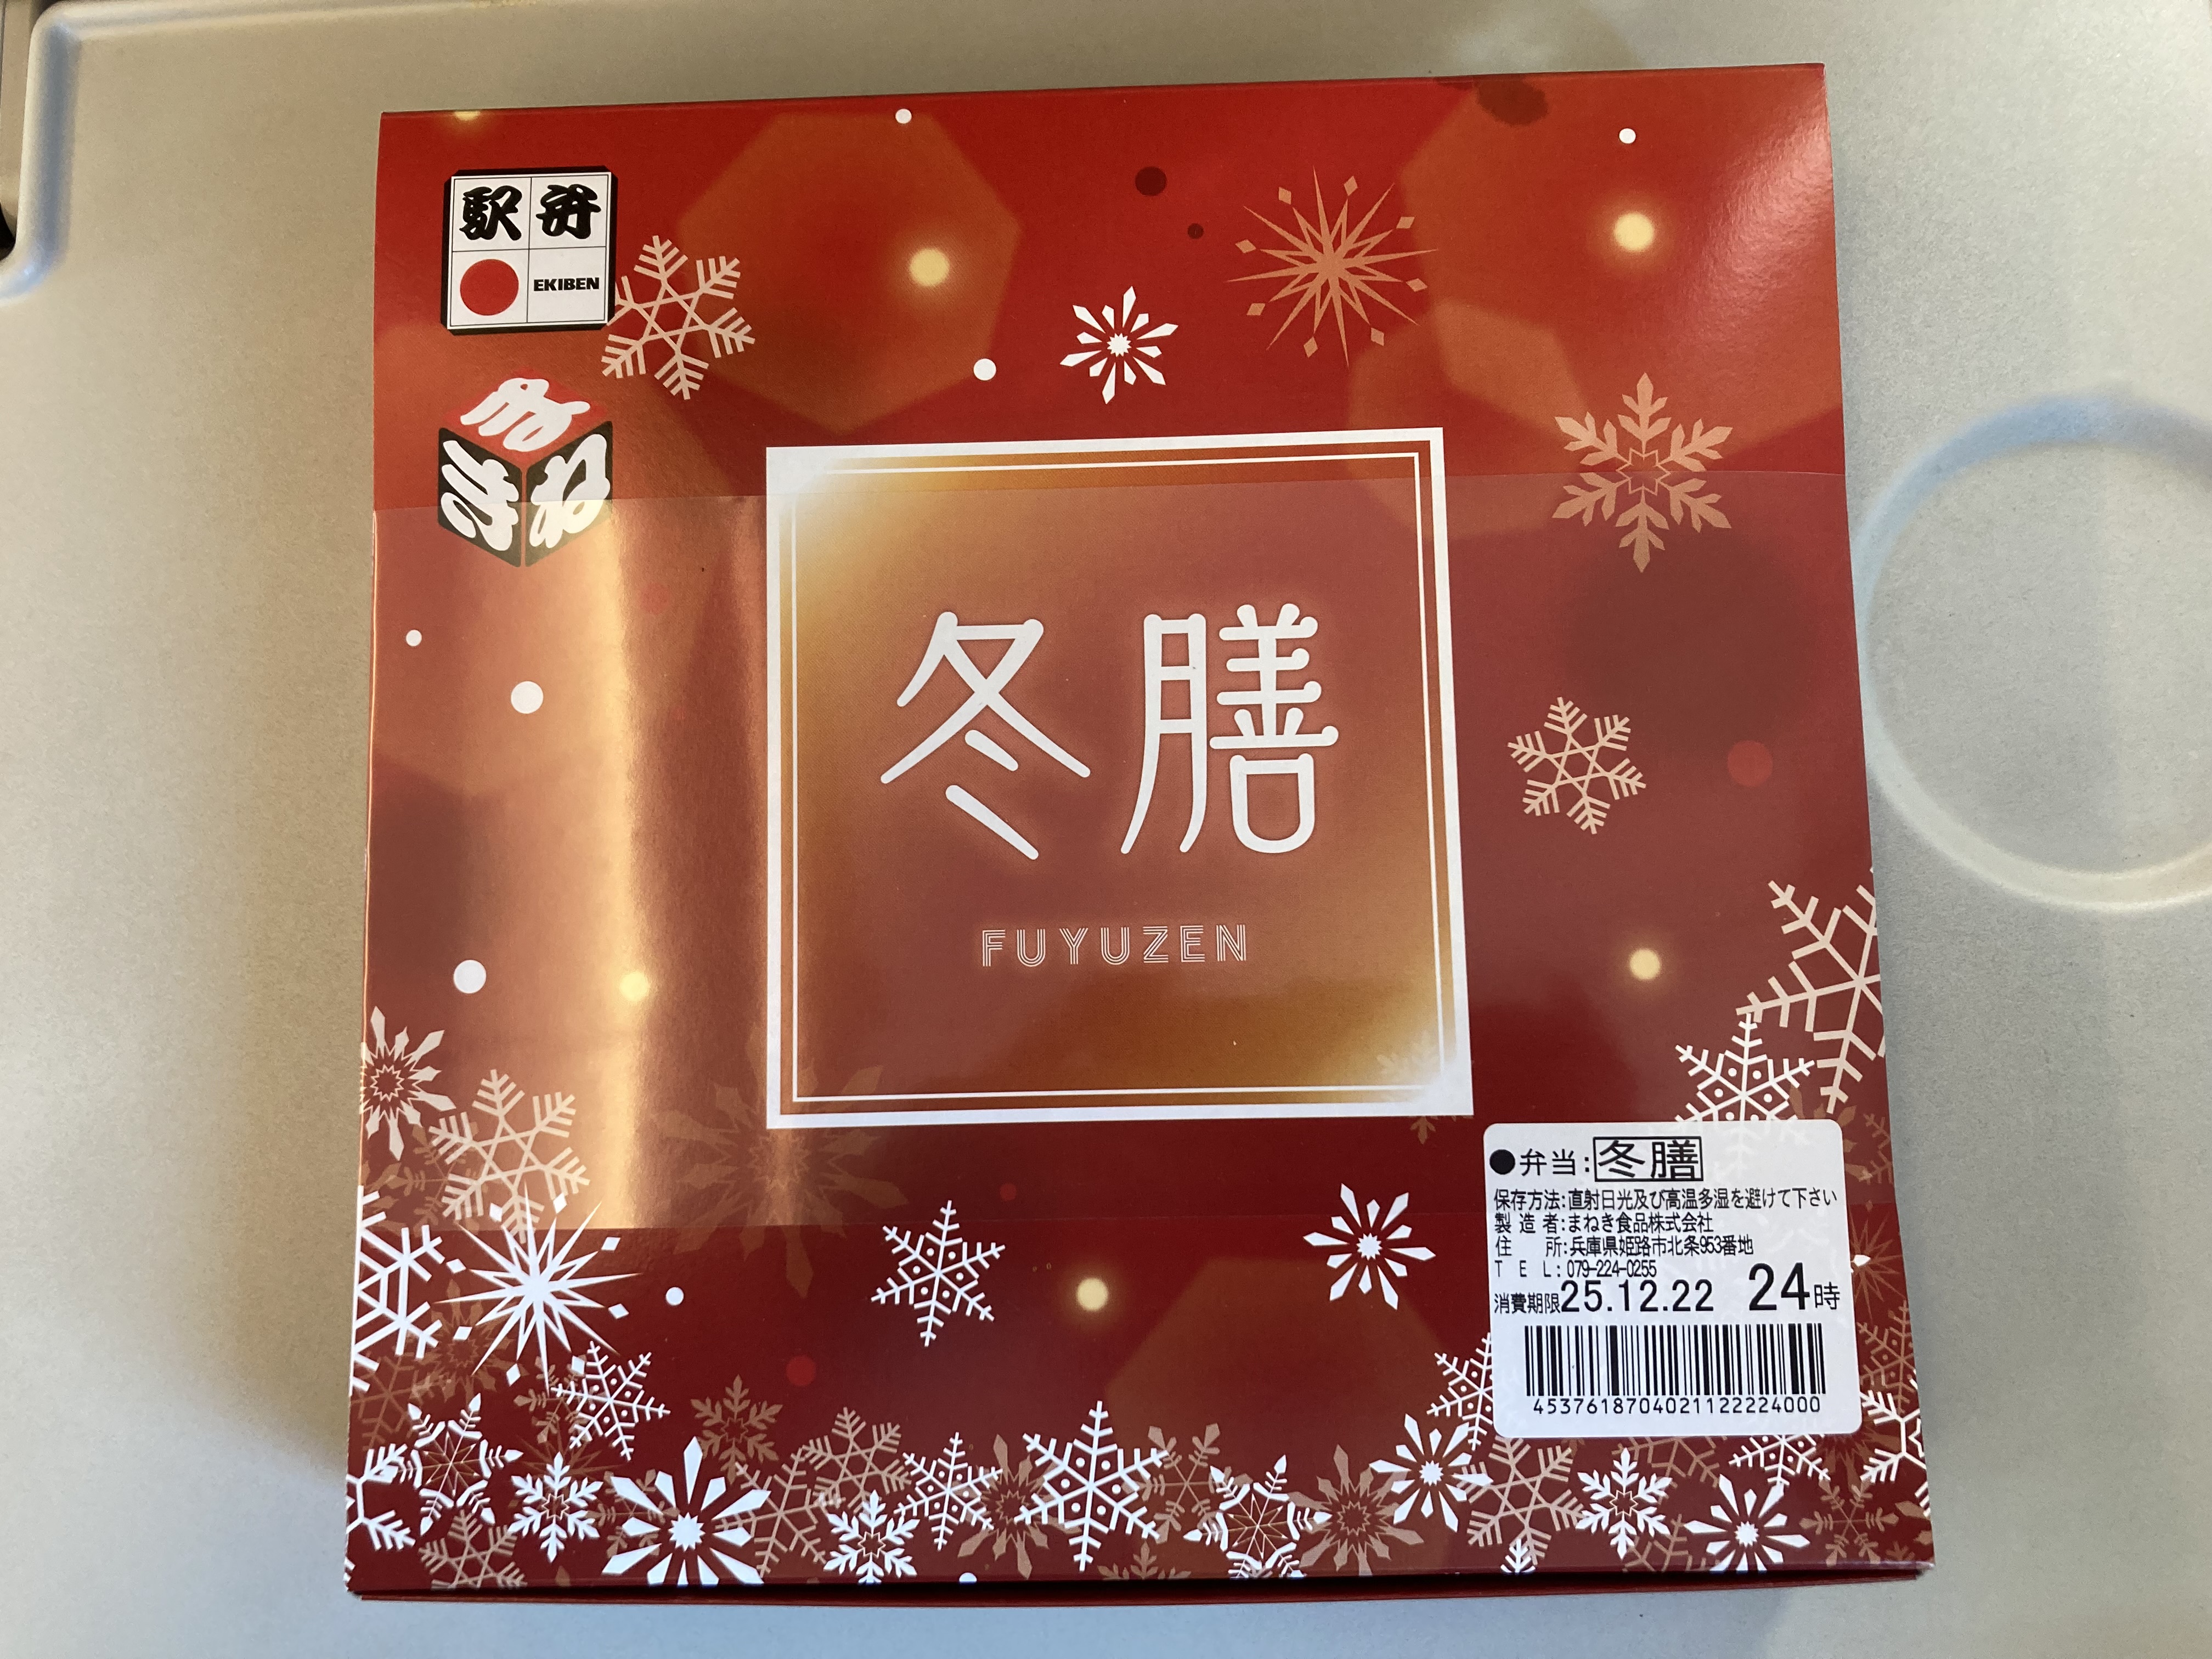 駅弁
EKIBEN
まねき
冬膳
FUYUZEN
●弁当:冬膳
保存方法:直射日光及び高温多湿を避けて下さい
製造者:まねき食品株式会社
住 所:兵庫県姫路市北条953番地
T E L:079-224-0255
消費期限25.12.22 24時
4537618704021122224000